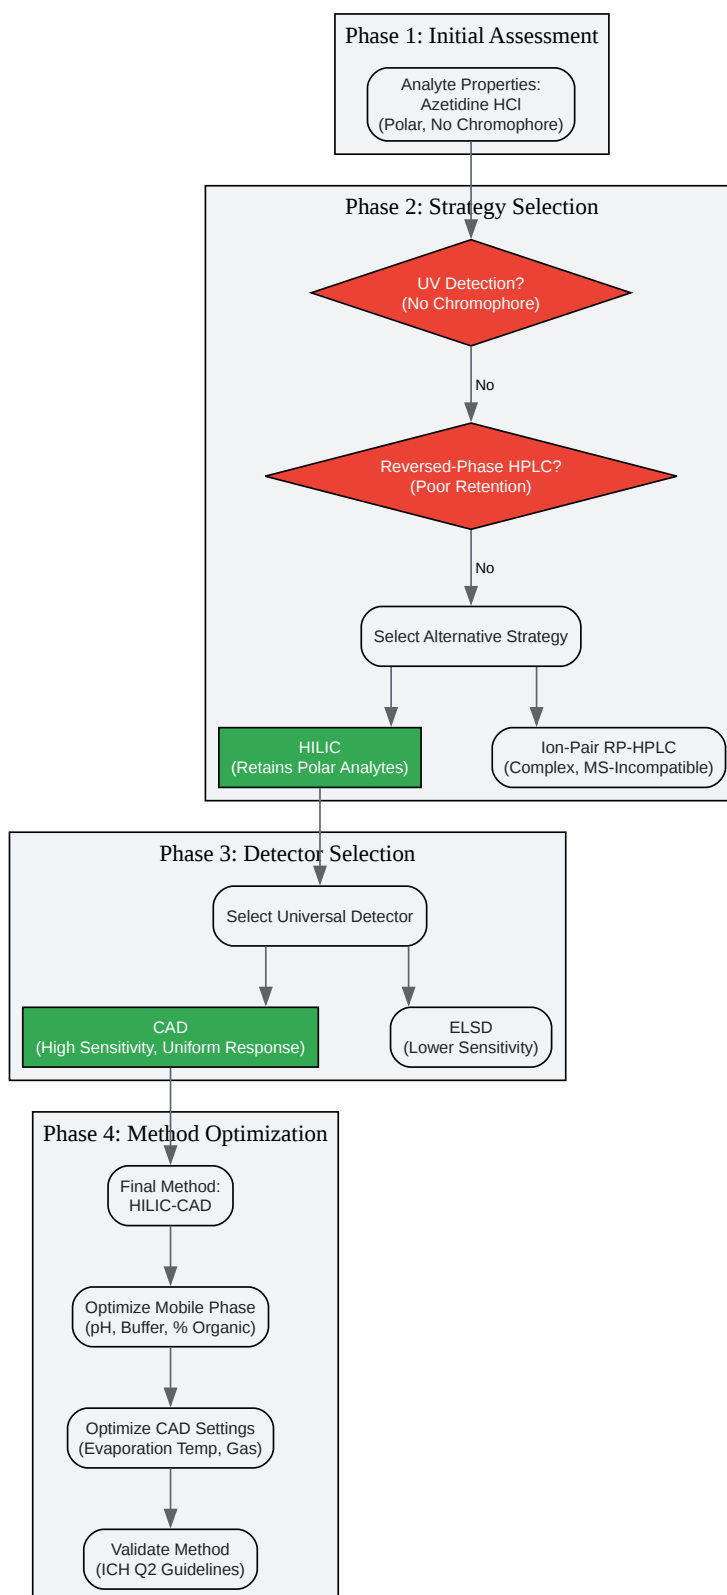 Phase 1: Initial Assessment
Analyte Properties:
Azetidine HCl
(Polar, No Chromophore)
Phase 2: Strategy Selection
UV Detection?
(No Chromophore)
No
Reversed-Phase HPLC?
(Poor Retention)
No
Select Alternative Strategy
HILIC
(Retains Polar Analytes)
Ion-Pair RP-HPLC
(Complex, MS-Incompatible)
Phase 3: Detector Selection
Select Universal Detector
CAD
(High Sensitivity, Uniform Response)
ELSD
(Lower Sensitivity)
Phase 4: Method Optimization
Final Method:
HILIC-CAD
Optimize Mobile Phase
(pH, Buffer, % Organic)
Optimize CAD Settings
(Evaporation Temp, Gas)
Validate Method
(ICH Q2 Guidelines)